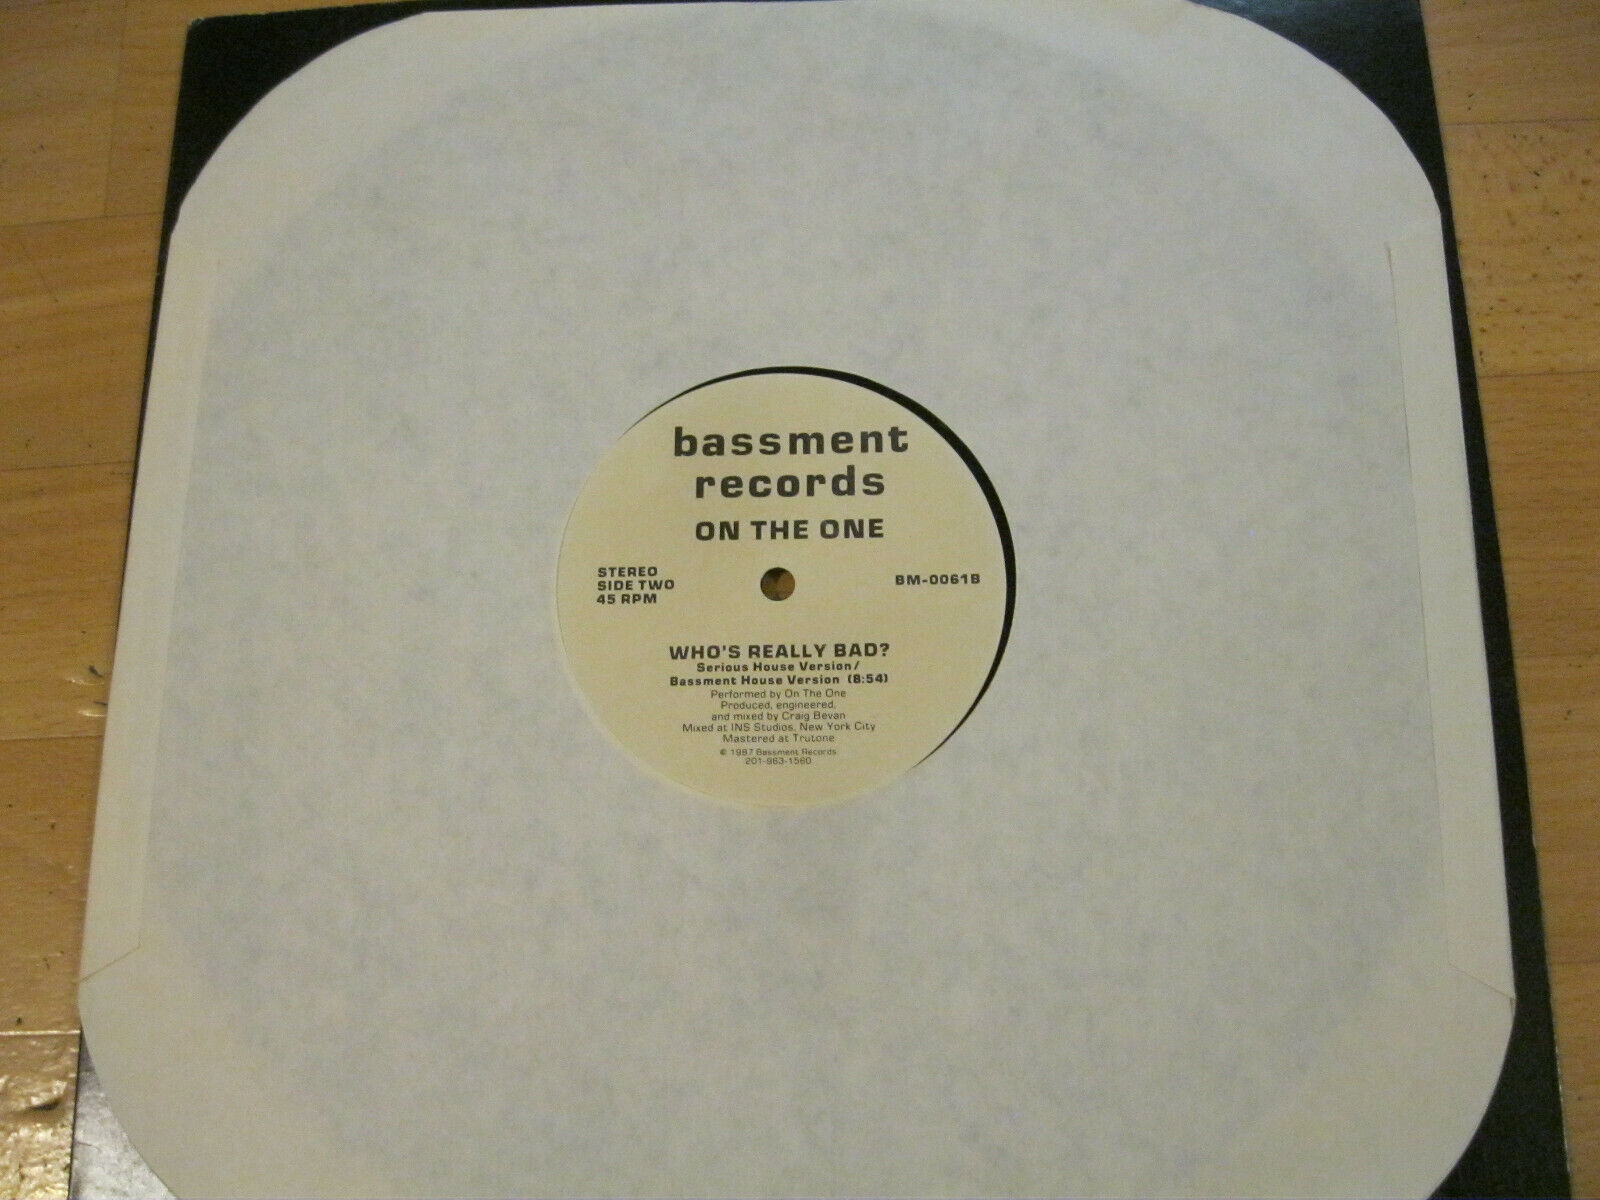 bassment
records
ON THE ONE
STEREO
SIDE TWO
45 RPM
BM-0061B
WHO'S REALLY BAD?
Serious House Version/
Bassment House Version (8:54)
Performed by On The One
Produced, engineered,
and mixed by Craig Bevan
Mixed at INS Studios, New York City
Mastered at Trutone
© 1987 Bassment Records
201-963-1560